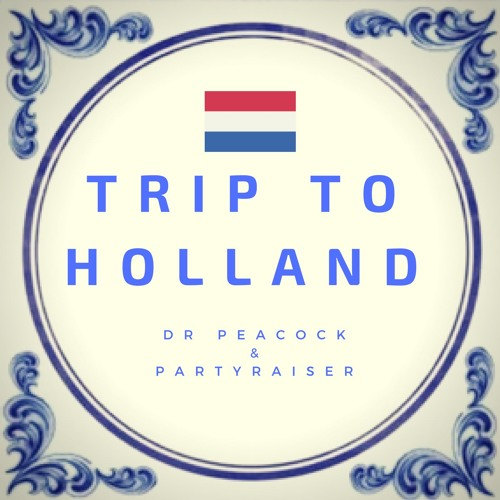 TRIP TO
HOLLAND
DR PEACOCK
&
PARTYRAISER